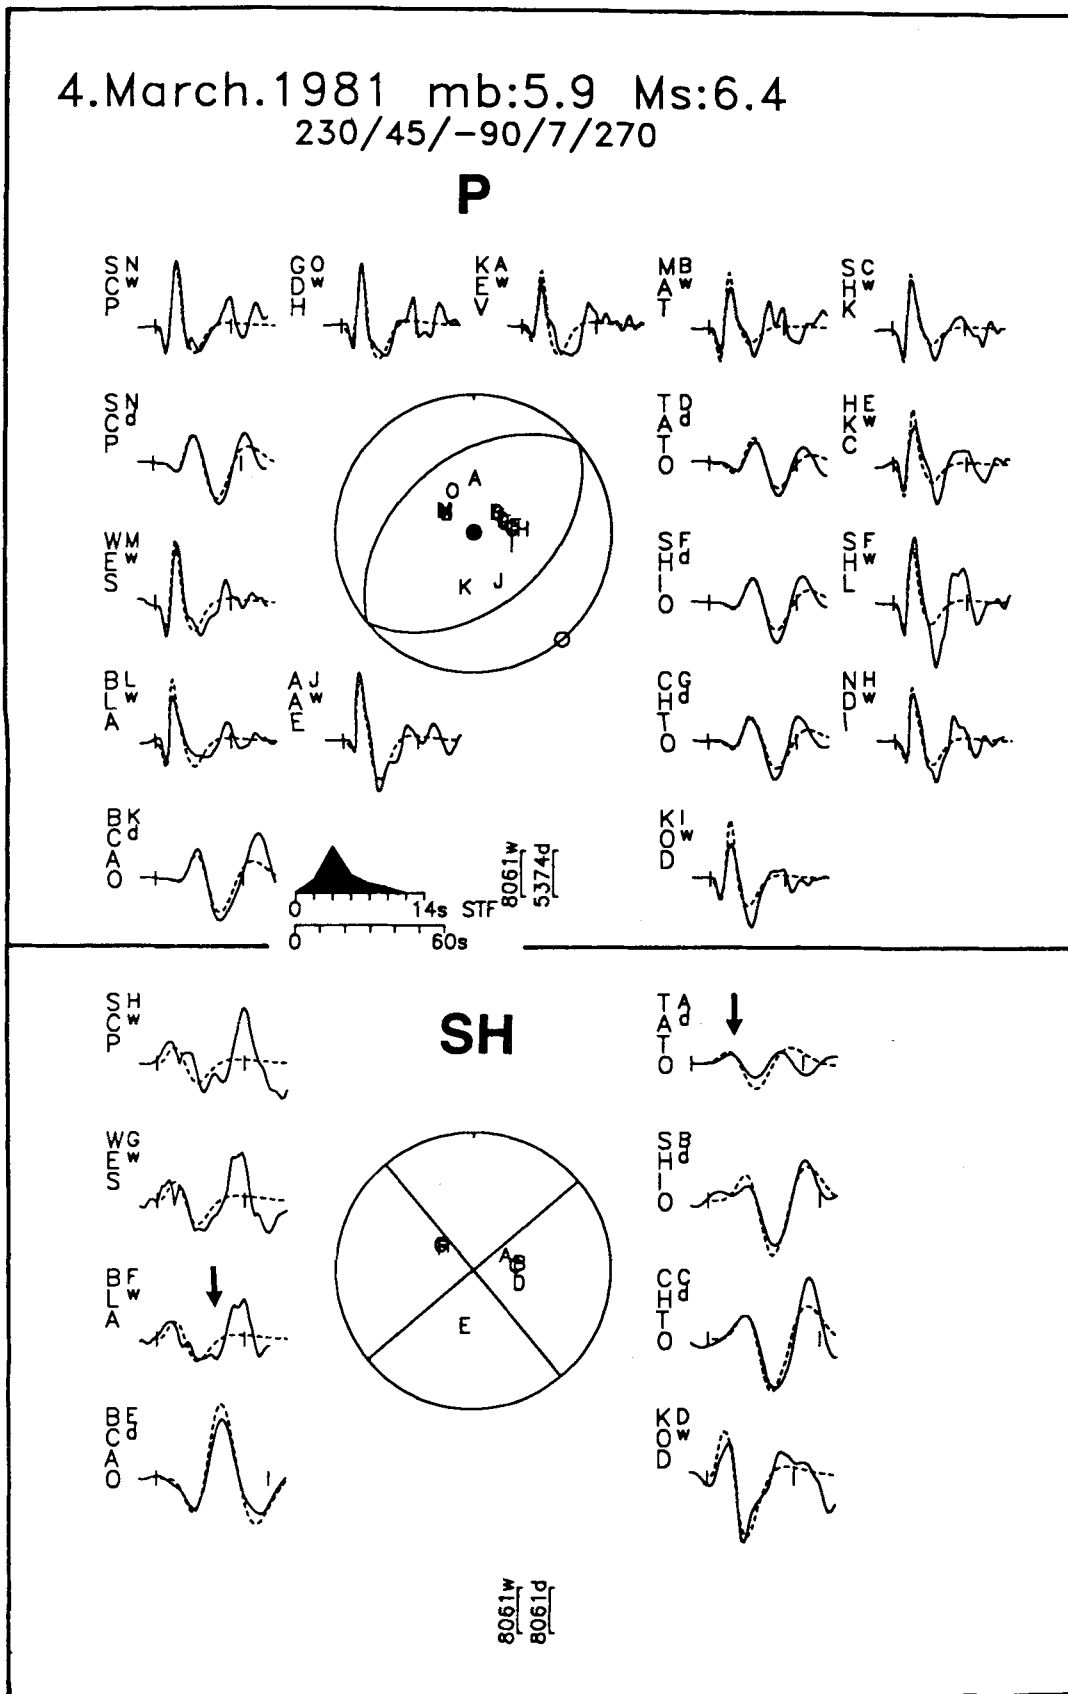 4.March.1981 mb:5.9 Ms:6.4
230/45/-90/7/270
P
SCP N w
GDH O w
KEV A w
MAT B w
SHK C w
SCP N d
TATO D d
HKC E w
WES M w
SHIO F d
SHL F w
BLA L w
AAE J w
CHTO G d
NDI H w
BCAO K d
KOD I w
A
O
H
I
K
J
0 14s STF
0 60s
8061w
5374d
SH
SCP H w
TATO A d
WES G w
SHIO B d
BLA F w
CHTO C d
BCAO E d
KOD D w
A
B
C
D
E
8061w
8061d